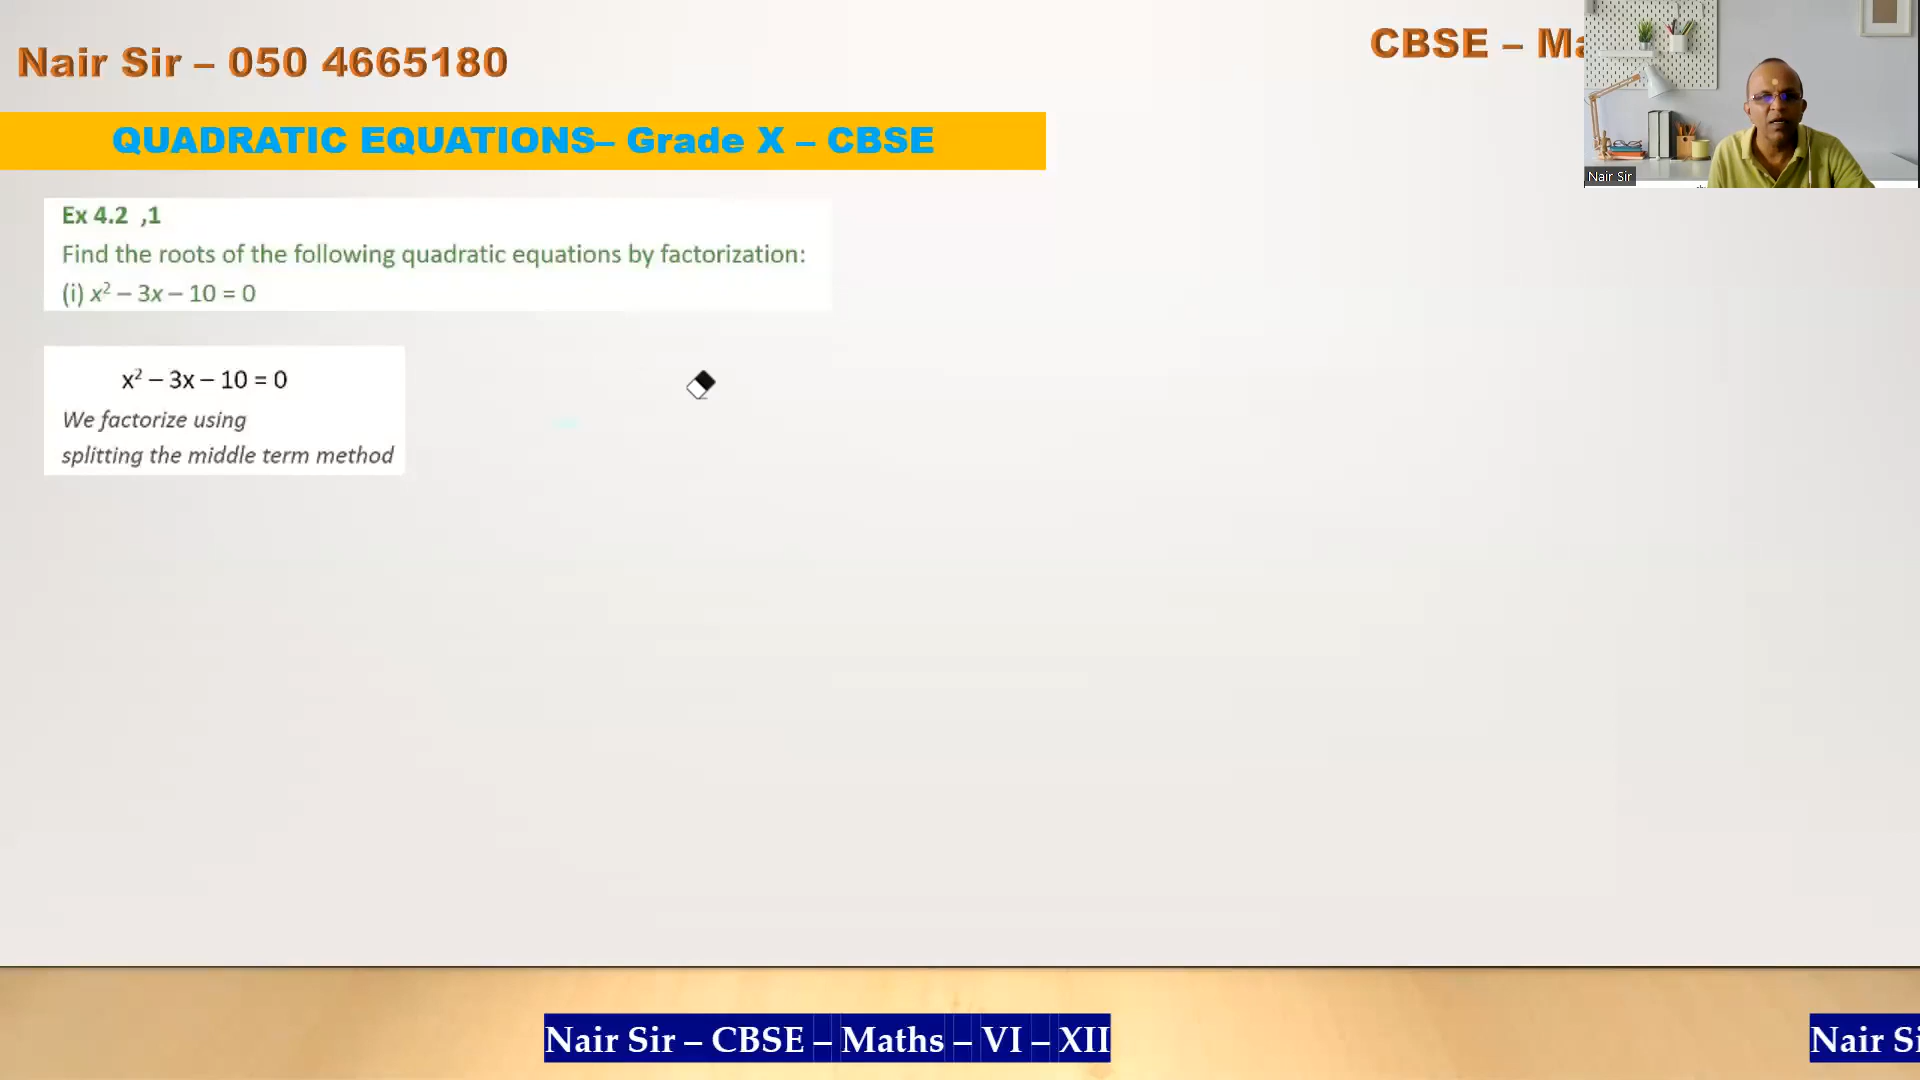 Nair Sir – 050 4665180
CBSE – Ma
Nair Sir
QUADRATIC EQUATIONS– Grade X – CBSE
Ex 4.2 ,1
Find the roots of the following quadratic equations by factorization:
(i) x² – 3x – 10 = 0
x² – 3x – 10 = 0
We factorize using
splitting the middle term method
Nair Sir – CBSE – Maths – VI – XII
Nair Si